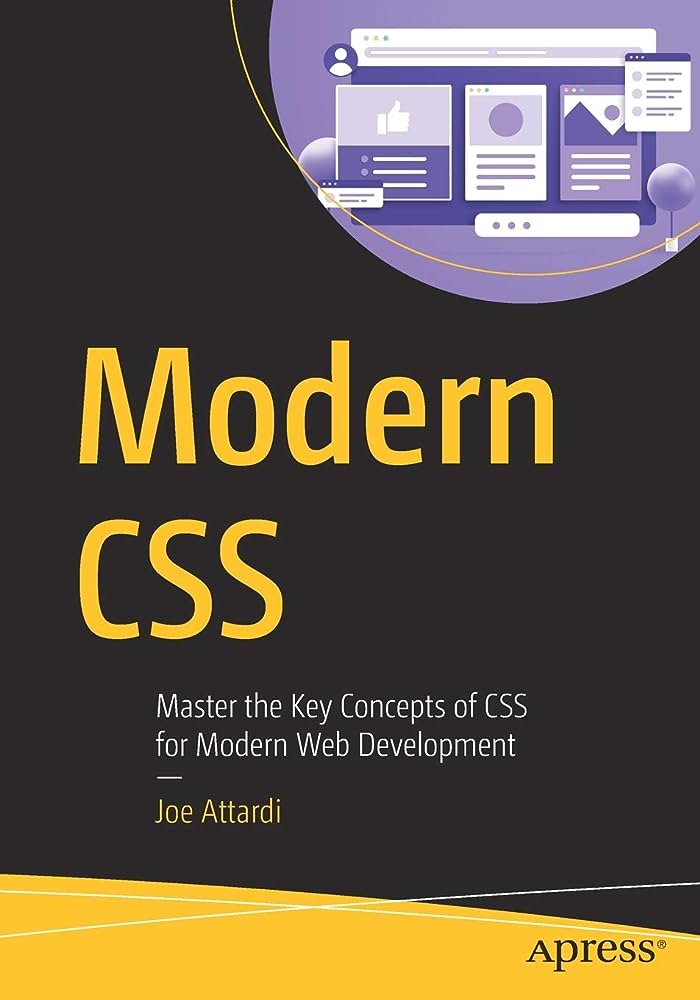 Modern
CSS
Master the Key Concepts of CSS
for Modern Web Development
Joe Attardi
Apress®